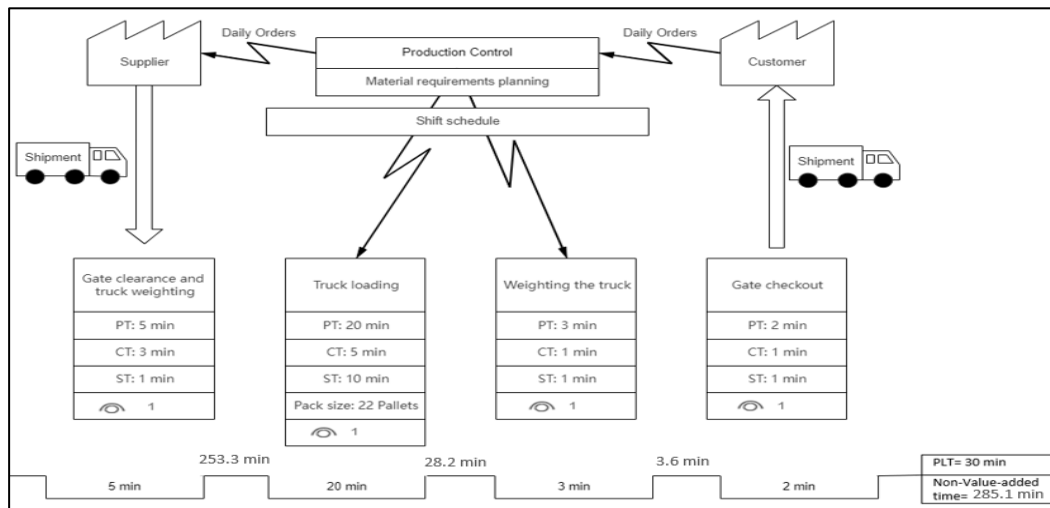 Daily Orders
Daily Orders
Supplier
Production Control
Material requirements planning
Customer
Shift schedule
Shipment
Shipment
Gate clearance and
truck weighting
PT: 5 min
CT: 3 min
ST: 1 min
1
Truck loading
PT: 20 min
CT: 5 min
ST: 10 min
Pack size: 22 Pallets
1
Weighting the truck
PT: 3 min
CT: 1 min
ST: 1 min
1
Gate checkout
PT: 2 min
CT: 1 min
ST: 1 min
1
253.3 min
28.2 min
3.6 min
5 min
20 min
3 min
2 min
PLT= 30 min
Non-Value-added
time= 285.1 min